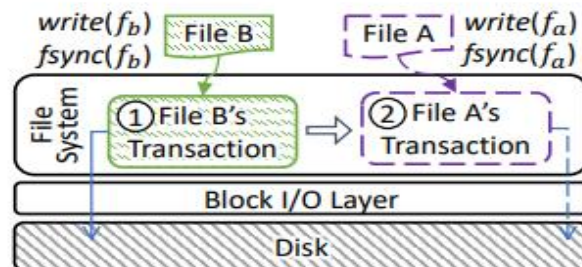 write(f_b)
fsync(f_b)
File B
File A
write(f_a)
fsync(f_a)
File
System
① File B's
Transaction
② File A's
Transaction
Block I/O Layer
Disk